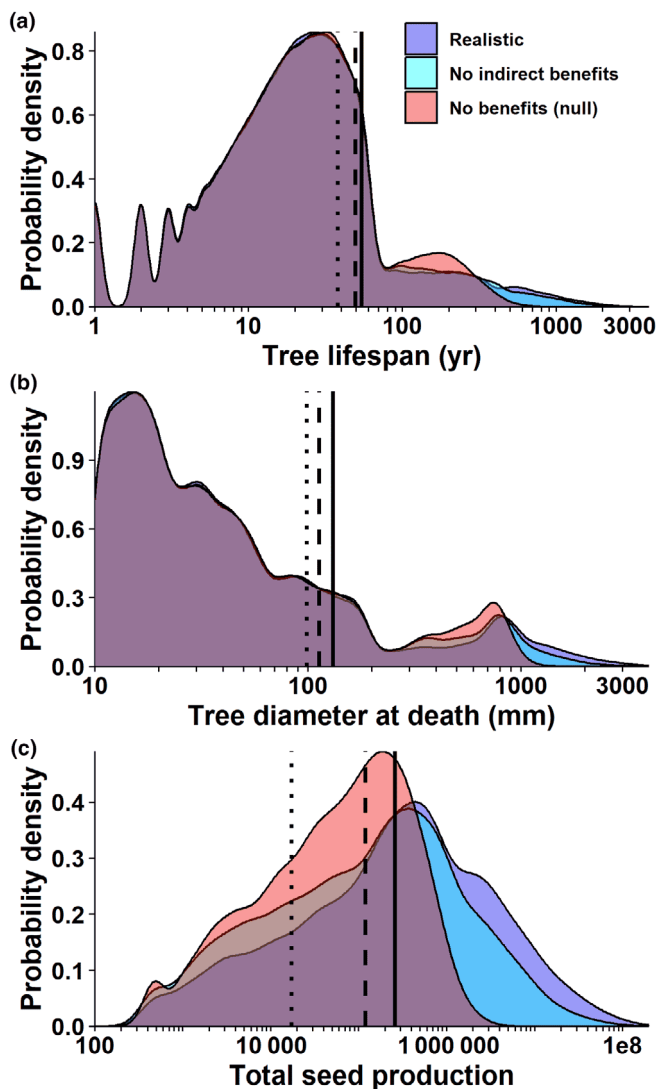 (a)
Probability density
0.8
0.6
0.4
0.2
0.0
Realistic
No indirect benefits
No benefits (null)
1 10 100 1000 3000
Tree lifespan (yr)
(b)
Probability density
0.9
0.6
0.3
0.0
10 100 1000 3000
Tree diameter at death (mm)
(c)
Probability density
0.4
0.3
0.2
0.1
0.0
100 10 000 1 000 000 1e8
Total seed production